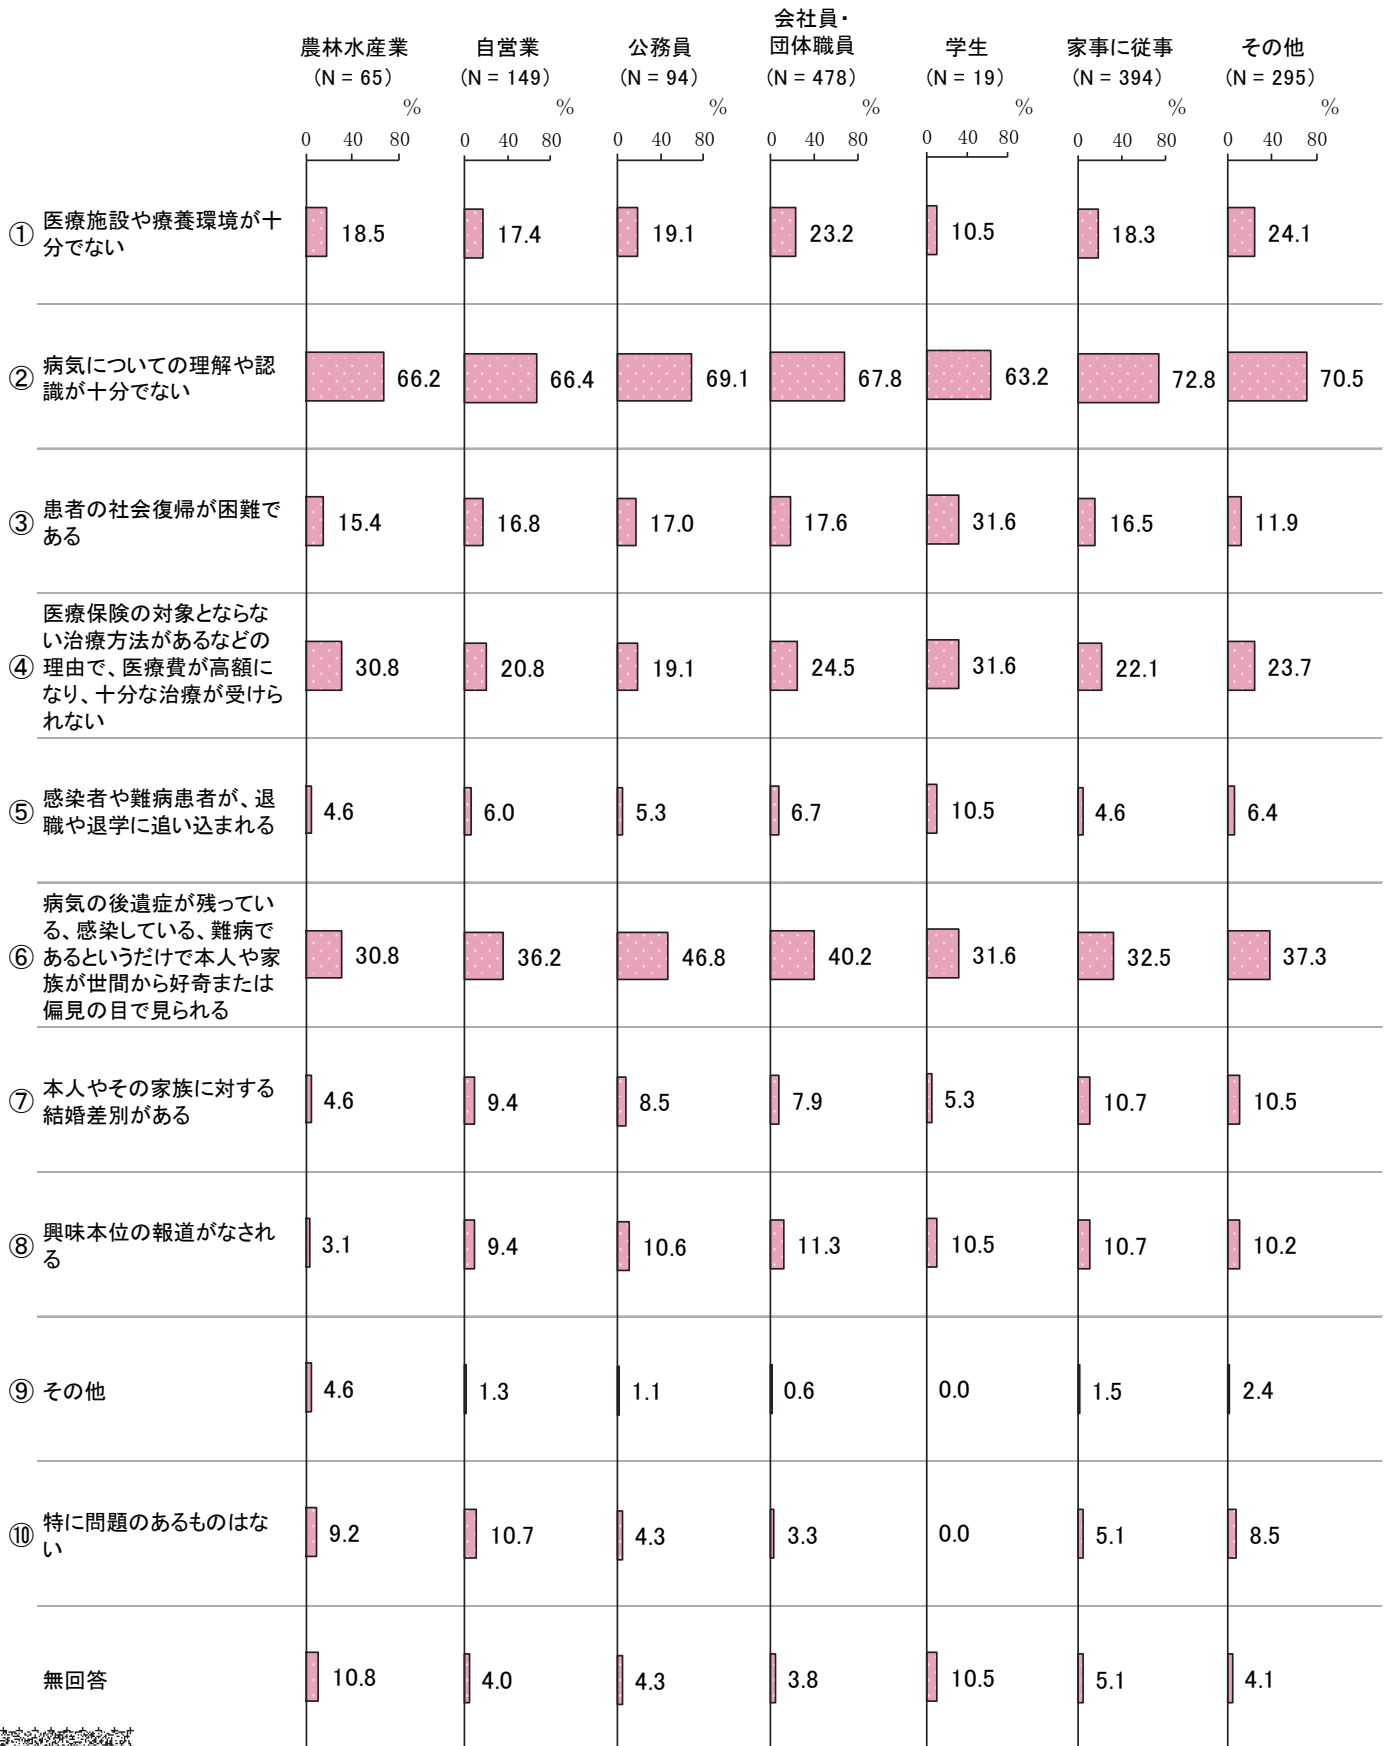 会社員・
農林水産業 自営業 公務員 団体職員 学生 家事に従事 その他
（N = 65） （N = 149） （N = 94） （N = 478） （N = 19） （N = 394） （N = 295）
% % % % % % %
0 40 80 0 40 80 0 40 80 0 40 80 0 40 80 0 40 80 0 40 80
① 医療施設や療養環境が十
分でない
18.5 17.4 19.1 23.2 10.5 18.3 24.1
② 病気についての理解や認
識が十分でない
66.2 66.4 69.1 67.8 63.2 72.8 70.5
③ 患者の社会復帰が困難で
ある
15.4 16.8 17.0 17.6 31.6 16.5 11.9
医療保険の対象とならな
い治療方法があるなどの
④ 理由で、医療費が高額に
なり、十分な治療が受けら
れない
30.8 20.8 19.1 24.5 31.6 22.1 23.7
⑤ 感染者や難病患者が、退
職や退学に追い込まれる
4.6 6.0 5.3 6.7 10.5 4.6 6.4
病気の後遺症が残ってい
る、感染している、難病で
⑥ あるというだけで本人や家
族が世間から好奇または
偏見の目で見られる
30.8 36.2 46.8 40.2 31.6 32.5 37.3
⑦ 本人やその家族に対する
結婚差別がある
4.6 9.4 8.5 7.9 5.3 10.7 10.5
⑧ 興味本位の報道がなされ
る
3.1 9.4 10.6 11.3 10.5 10.7 10.2
⑨ その他
4.6 1.3 1.1 0.6 0.0 1.5 2.4
⑩ 特に問題のあるものはな
い
9.2 10.7 4.3 3.3 0.0 5.1 8.5
無回答
10.8 4.0 4.3 3.8 10.5 5.1 4.1